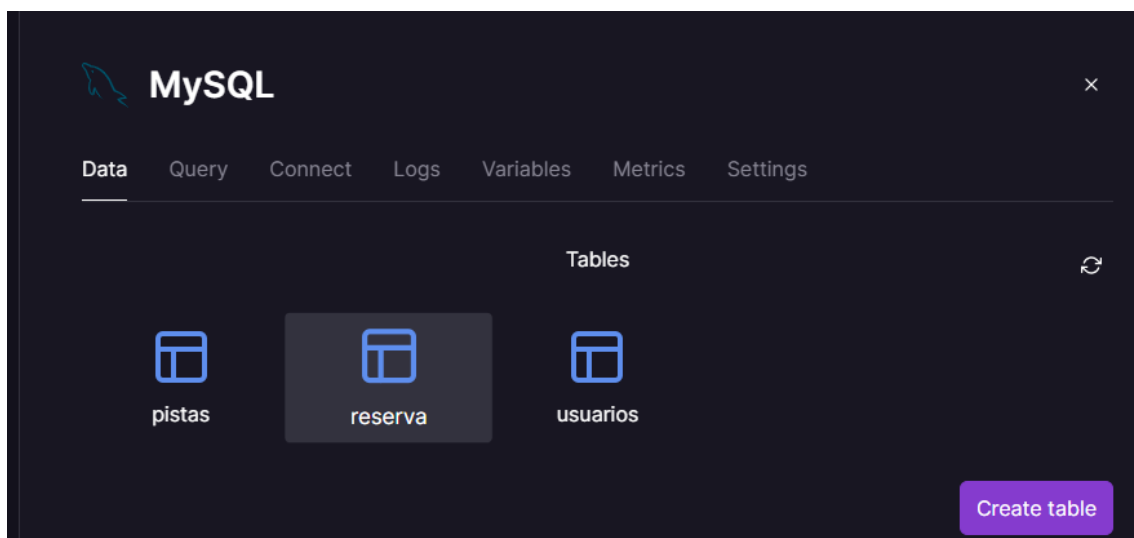 MySQL
Data Query Connect Logs Variables Metrics Settings
Tables
pistas reserva usuarios
Create table